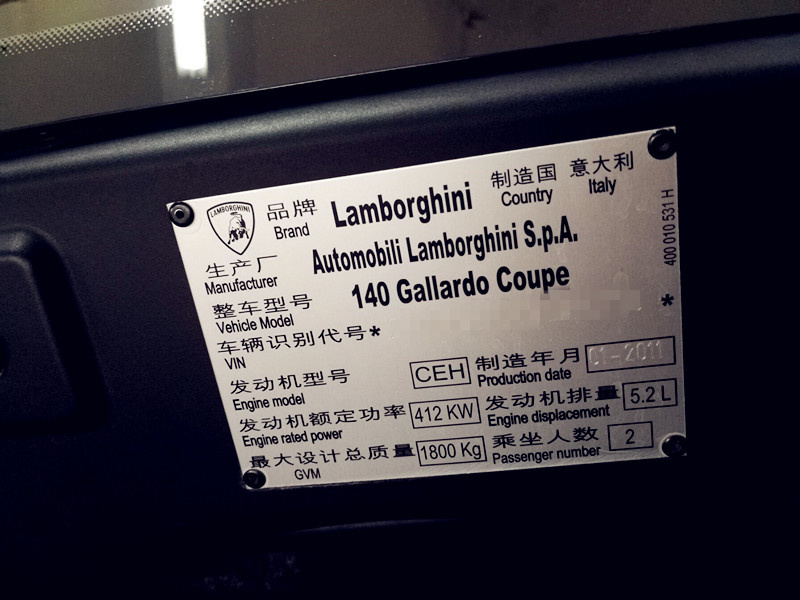 LAMBORGHINI
品牌 Lamborghini 制造国 意大利
Brand Country Italy
生产厂 Automobili Lamborghini S.p.A.
Manufacturer
整车型号 140 Gallardo Coupe
Vehicle Model
车辆识别代号* *
VIN
发动机型号 CEH 制造年月 01-2011
Engine model Production date
发动机额定功率 412 KW 发动机排量 5.2 L
Engine rated power Engine displacement
最大设计总质量 1800 Kg 乘坐人数 2
GVM Passenger number
400 010 531 H